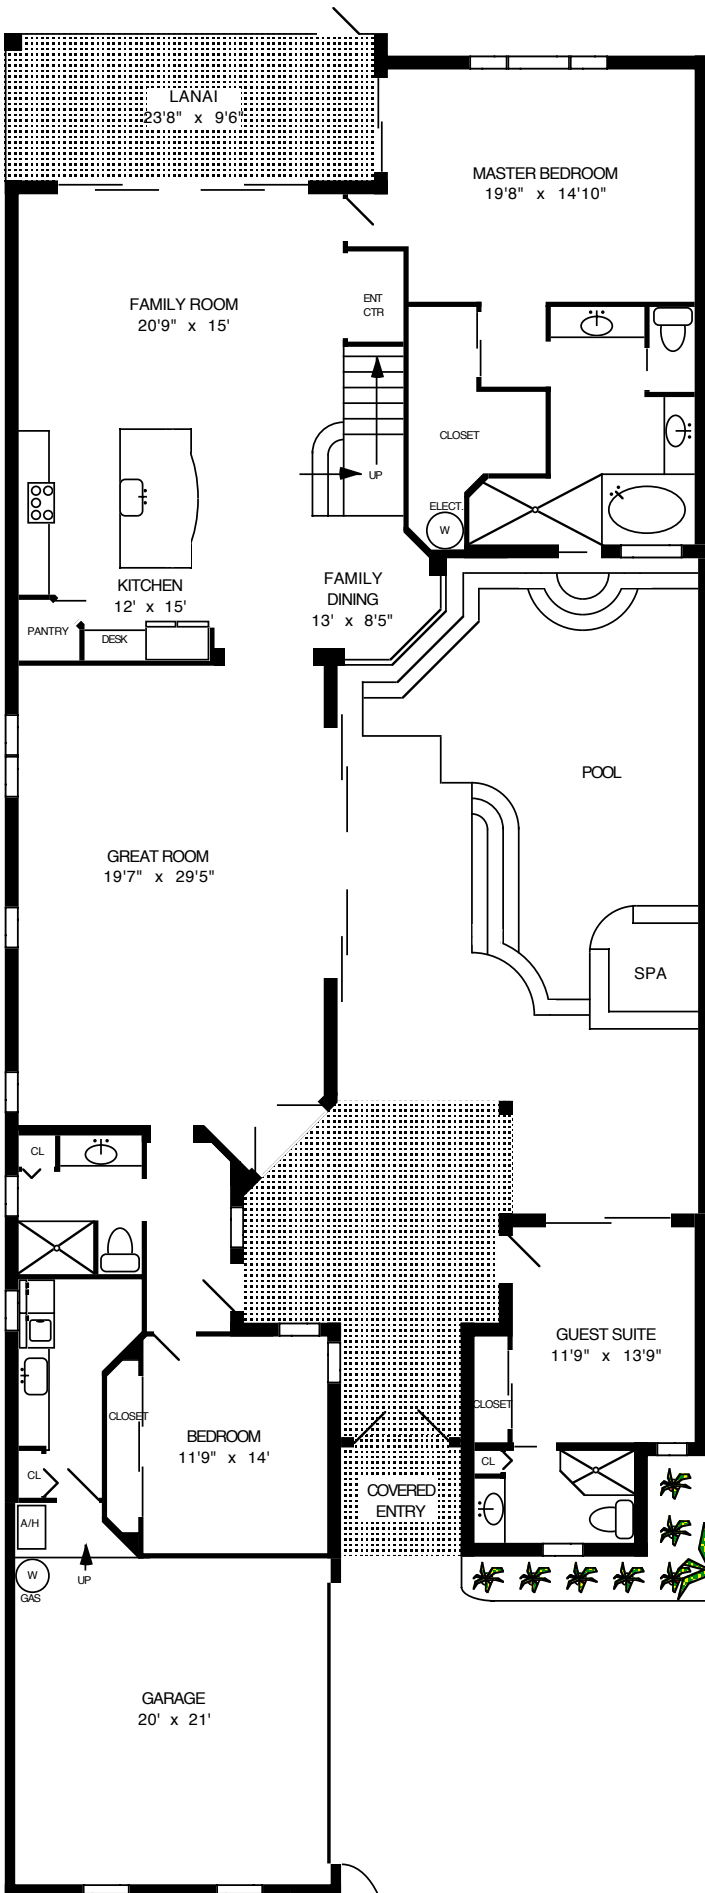 LANAI
23'8" x 9'6"
MASTER BEDROOM
19'8" x 14'10"
FAMILY ROOM
20'9" x 15'
ENT
CTR
CLOSET
UP
ELECT.
W
KITCHEN
12' x 15'
FAMILY
DINING
13' x 8'5"
PANTRY
DESK
POOL
GREAT ROOM
19'7" x 29'5"
SPA
CL
GUEST SUITE
11'9" x 13'9"
CLOSET
CLOSET
BEDROOM
11'9" x 14'
CL
CL
COVERED
ENTRY
A/H
W
GAS
UP
GARAGE
20' x 21'